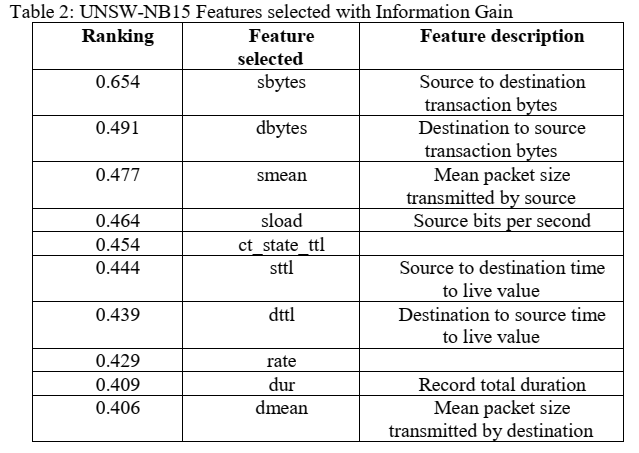 Table 2: UNSW-NB15 Features selected with Information Gain
Ranking Feature selected Feature description
0.654 sbytes Source to destination transaction bytes
0.491 dbytes Destination to source transaction bytes
0.477 smean Mean packet size transmitted by source
0.464 sload Source bits per second
0.454 ct_state_ttl
0.444 sttl Source to destination time to live value
0.439 dttl Destination to source time to live value
0.429 rate
0.409 dur Record total duration
0.406 dmean Mean packet size transmitted by destination